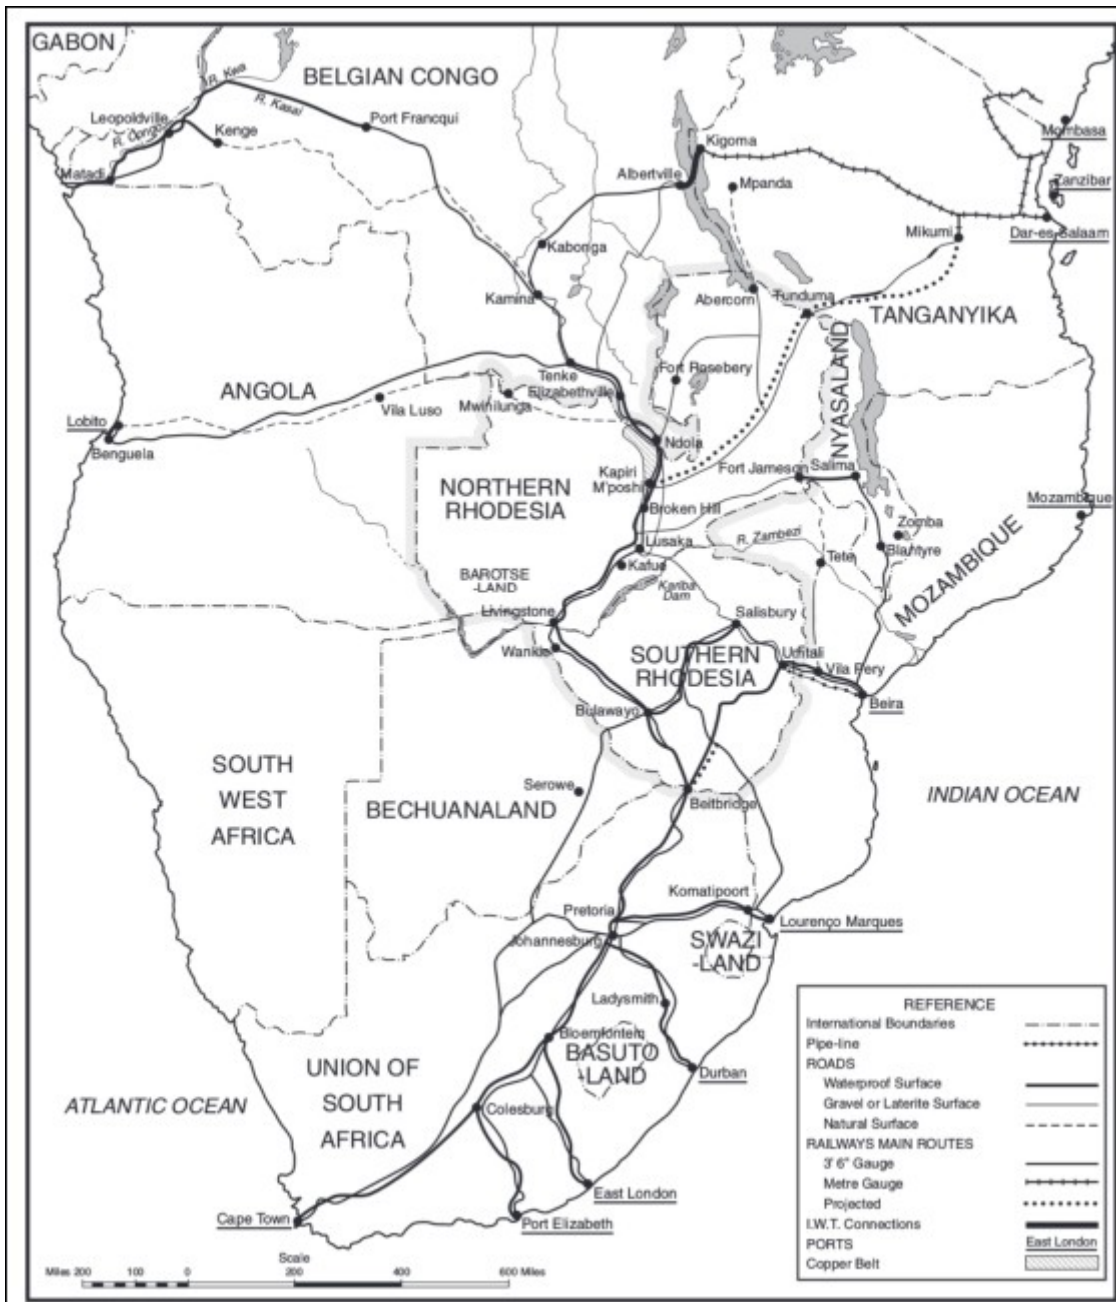 GABON
BELGIAN CONGO
R. Kwa
R. Kasai
Leopoldville
R. Congo
Port Francqui
Kenge
Matadi
Kigoma
Mombasa
Albertville
Mpanda
Zanzibar
Dar-es-Salaam
Mikumi
Kabonga
Kamina
Abercorn
Tunduma
TANGANYIKA
NYASALAND
Fort Rosebery
Tenke
Elizabethville
ANGOLA
Mwinilunga
Vila Luso
Lobito
Benguela
Ndola
Fort Jameson
Salima
Kapiri
M'poshi
NORTHERN
RHODESIA
Mozambique
Broken Hill
Zomba
R. Zambezi
Lusaka
Blantyre
Tete
Kafue
MOZAMBIQUE
BAROTSE
-LAND
Kariba
Dam
Livingstone
Salisbury
Wankie
SOUTHERN
RHODESIA
Umtali
Vila Pery
Beira
Bulawayo
SOUTH
WEST
AFRICA
Serowe
BECHUANALAND
Beitbridge
INDIAN OCEAN
Komatipoort
Pretoria
Lourenço Marques
Johannesburg
SWAZI
-LAND
Ladysmith
Bloemfontein
BASUTO
-LAND
Durban
UNION OF
SOUTH
AFRICA
ATLANTIC OCEAN
Colesburg
East London
Cape Town
Port Elizabeth
REFERENCE
International Boundaries
Pipe-line
ROADS
Waterproof Surface
Gravel or Laterite Surface
Natural Surface
RAILWAYS MAIN ROUTES
3' 6" Gauge
Metre Gauge
Projected
I.W.T. Connections
PORTS East London
Copper Belt
Scale
Miles 200 100 0 200 400 600 Miles